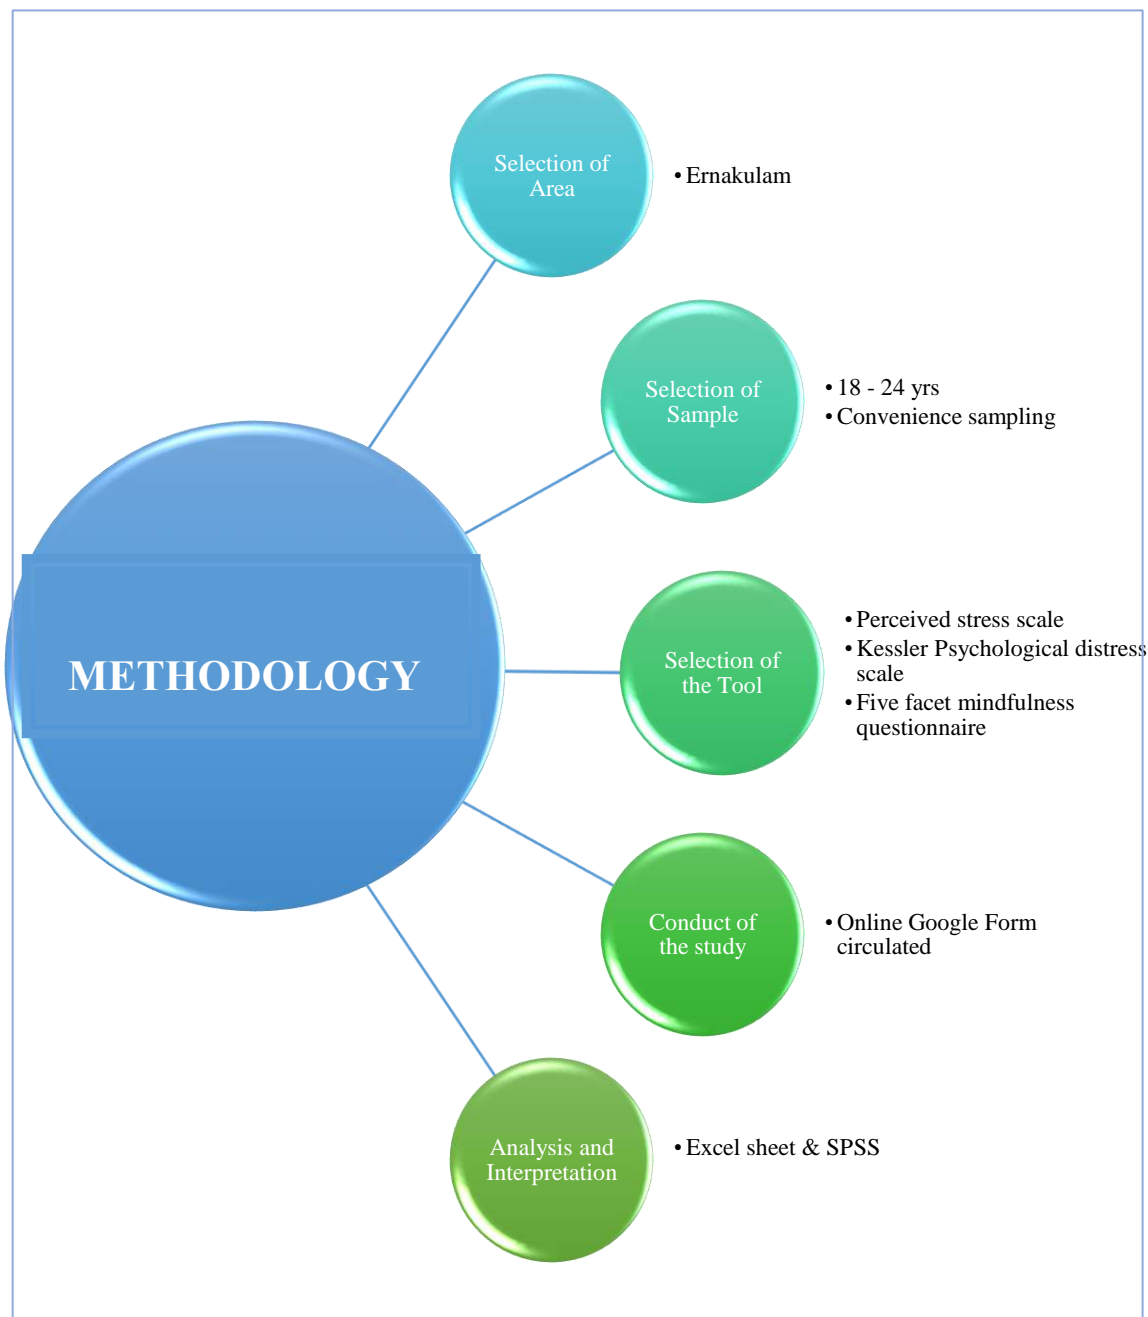 Selection of
Area
• Ernakulam
Selection of
Sample
• 18 - 24 yrs
• Convenience sampling
METHODOLOGY
Selection of
the Tool
• Perceived stress scale
• Kessler Psychological distress
scale
• Five facet mindfulness
questionnaire
Conduct of
the study
• Online Google Form
circulated
Analysis and
Interpretation
• Excel sheet & SPSS